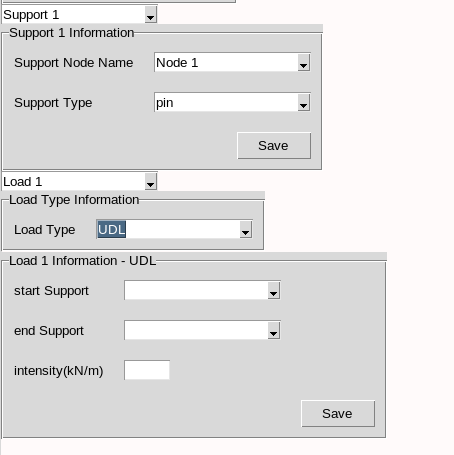 Support 1
Support 1 Information
Support Node Name Node 1
Support Type pin
Save
Load 1
Load Type Information
Load Type UDL
Load 1 Information - UDL
start Support
end Support
intensity(kN/m)
Save